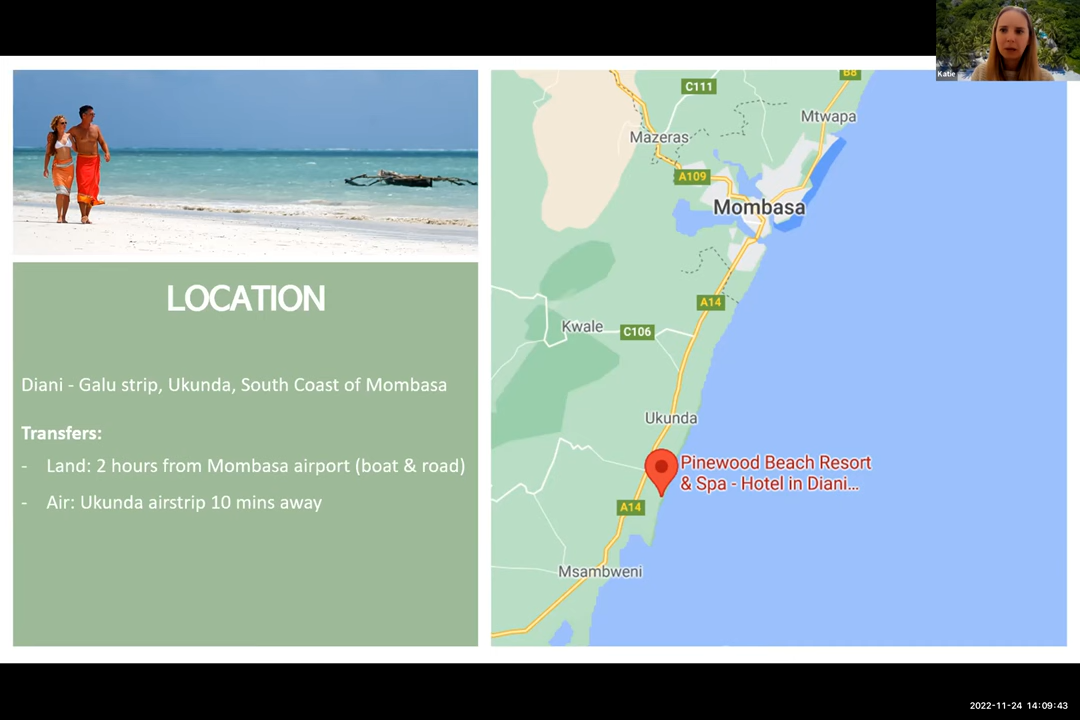 Katie
LOCATION
Diani - Galu strip, Ukunda, South Coast of Mombasa
Transfers:
- Land: 2 hours from Mombasa airport (boat & road)
- Air: Ukunda airstrip 10 mins away
B8
C111
Mtwapa
Mazeras
A109
Mombasa
A14
Kwale
C106
Ukunda
Pinewood Beach Resort
& Spa - Hotel in Diani...
A14
Msambweni
2022-11-24 14:09:43